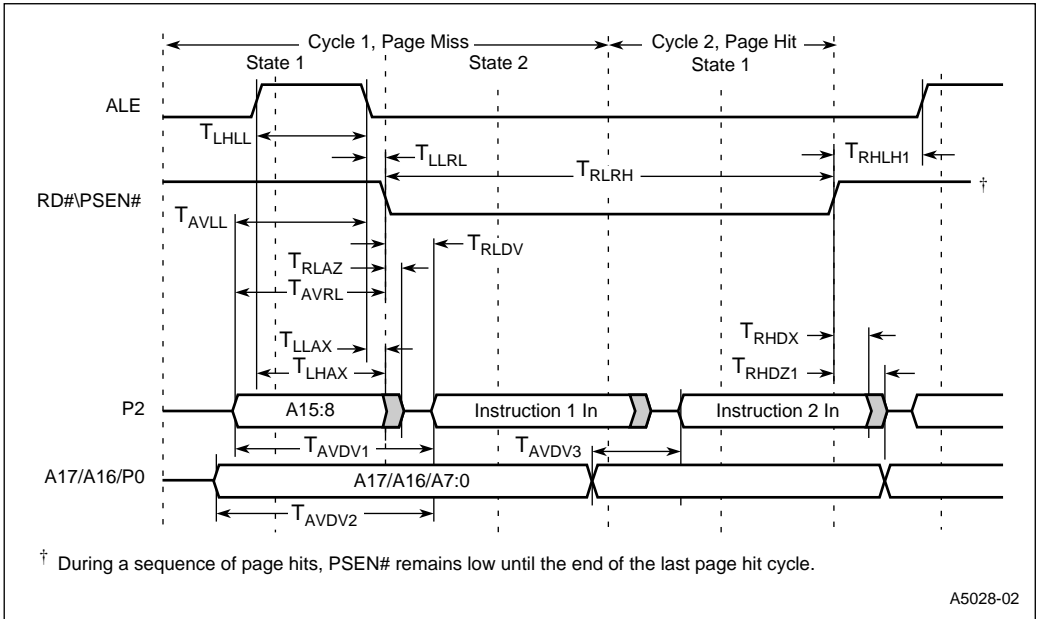 Cycle 1, Page Miss
Cycle 2, Page Hit
State 1
State 2
State 1
ALE
TLHLL
TLLRL
TRLRH
TRHLH1
RD#\PSEN#
†
TAVLL
TRLDV
TRLAZ
TAVRL
TLLAX
TRHDX
TLHAX
TRHDZ1
P2
A15:8
Instruction 1 In
Instruction 2 In
TAVDV1
TAVDV3
A17/A16/P0
A17/A16/A7:0
TAVDV2
† During a sequence of page hits, PSEN# remains low until the end of the last page hit cycle.
A5028-02